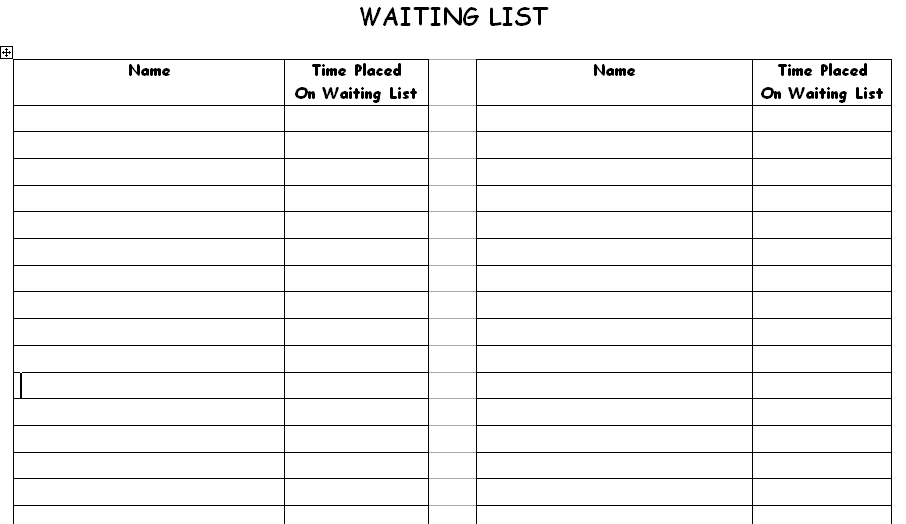 WAITING LIST
Name
Time Placed
On Waiting List
Name
Time Placed
On Waiting List